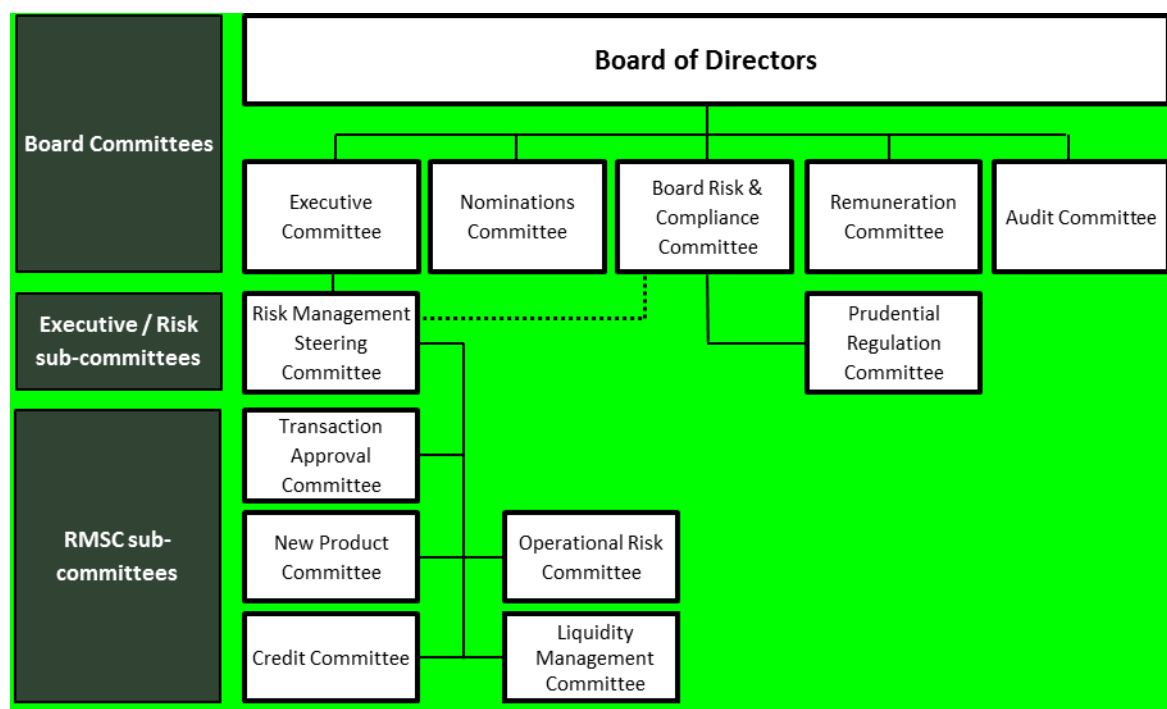 Board of Directors
Board Committees
Executive
Committee
Nominations
Committee
Board Risk &
Compliance
Committee
Remuneration
Committee
Audit Committee
Executive / Risk
sub-committees
Risk Management
Steering
Committee
Prudential
Regulation
Committee
RMSC sub-
committees
Transaction
Approval
Committee
New Product
Committee
Operational Risk
Committee
Credit Committee
Liquidity
Management
Committee